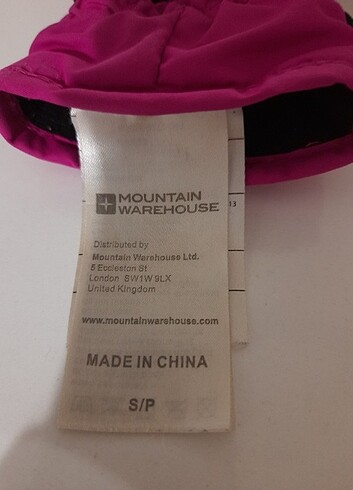 MOUNTAIN
WAREHOUSE
Distributed by
Mountain Warehouse Ltd.
5 Eccleston St
London SW1W 9LX
United Kingdom
www.mountainwarehouse.com
MADE IN CHINA
S/P
13